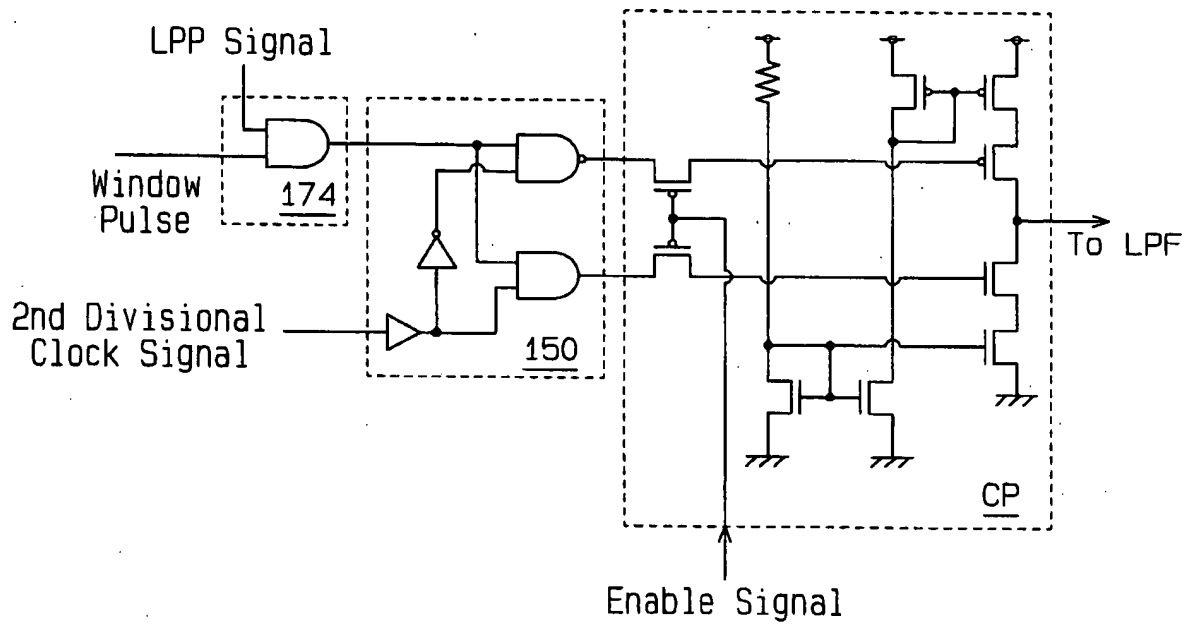 LPP Signal
Window
Pulse
174
2nd Divisional
Clock Signal
150
To LPF
CP
Enable Signal